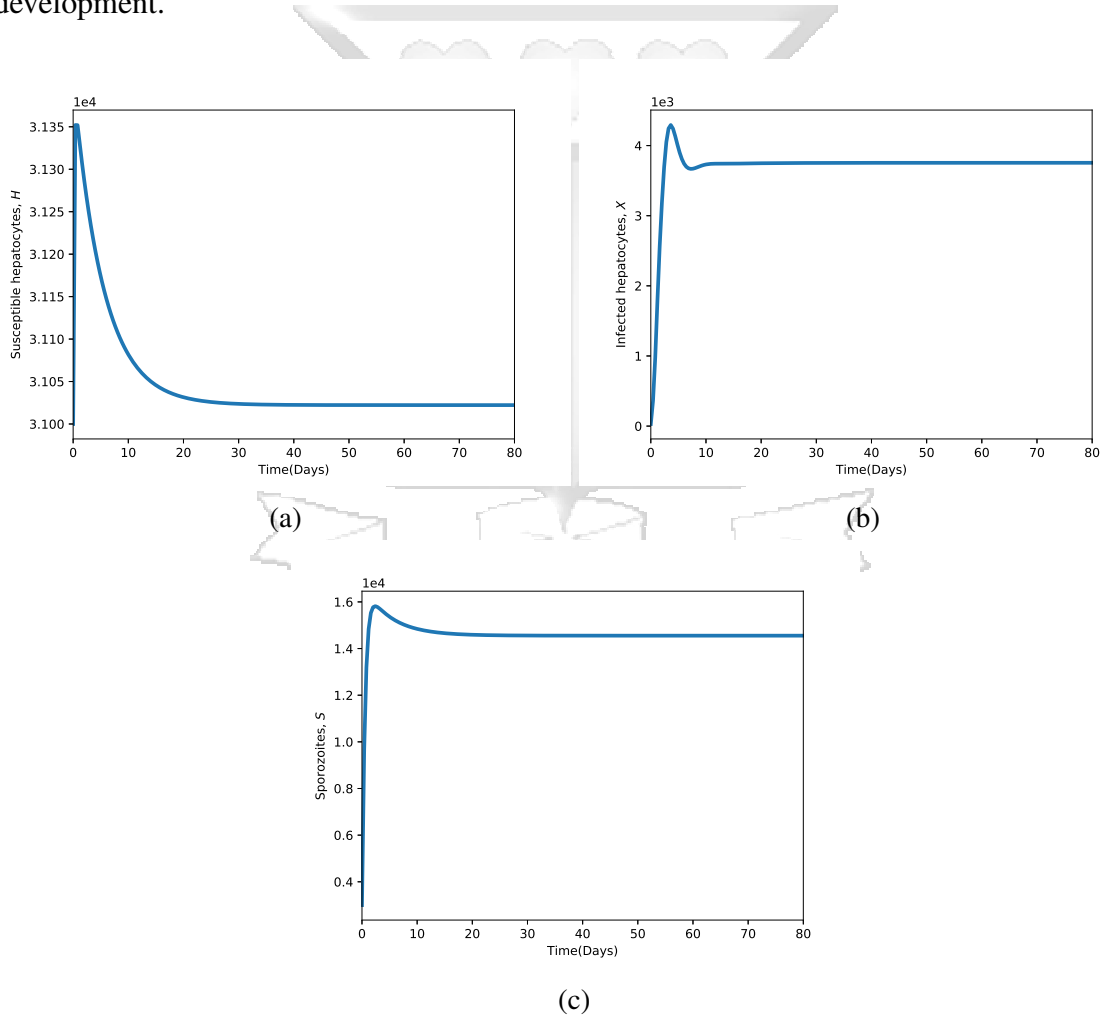 development.
1e4
3.135
3.130
3.125
3.120
3.115
3.110
3.105
3.100
Susceptible hepatocytes, H
0 10 20 30 40 50 60 70 80
Time(Days)
(a)
1e3
4
3
2
1
0
Infected hepatocytes, X
0 10 20 30 40 50 60 70 80
Time(Days)
(b)
1e4
1.6
1.4
1.2
1.0
0.8
0.6
0.4
Sporozoites, S
0 10 20 30 40 50 60 70 80
Time(Days)
(c)